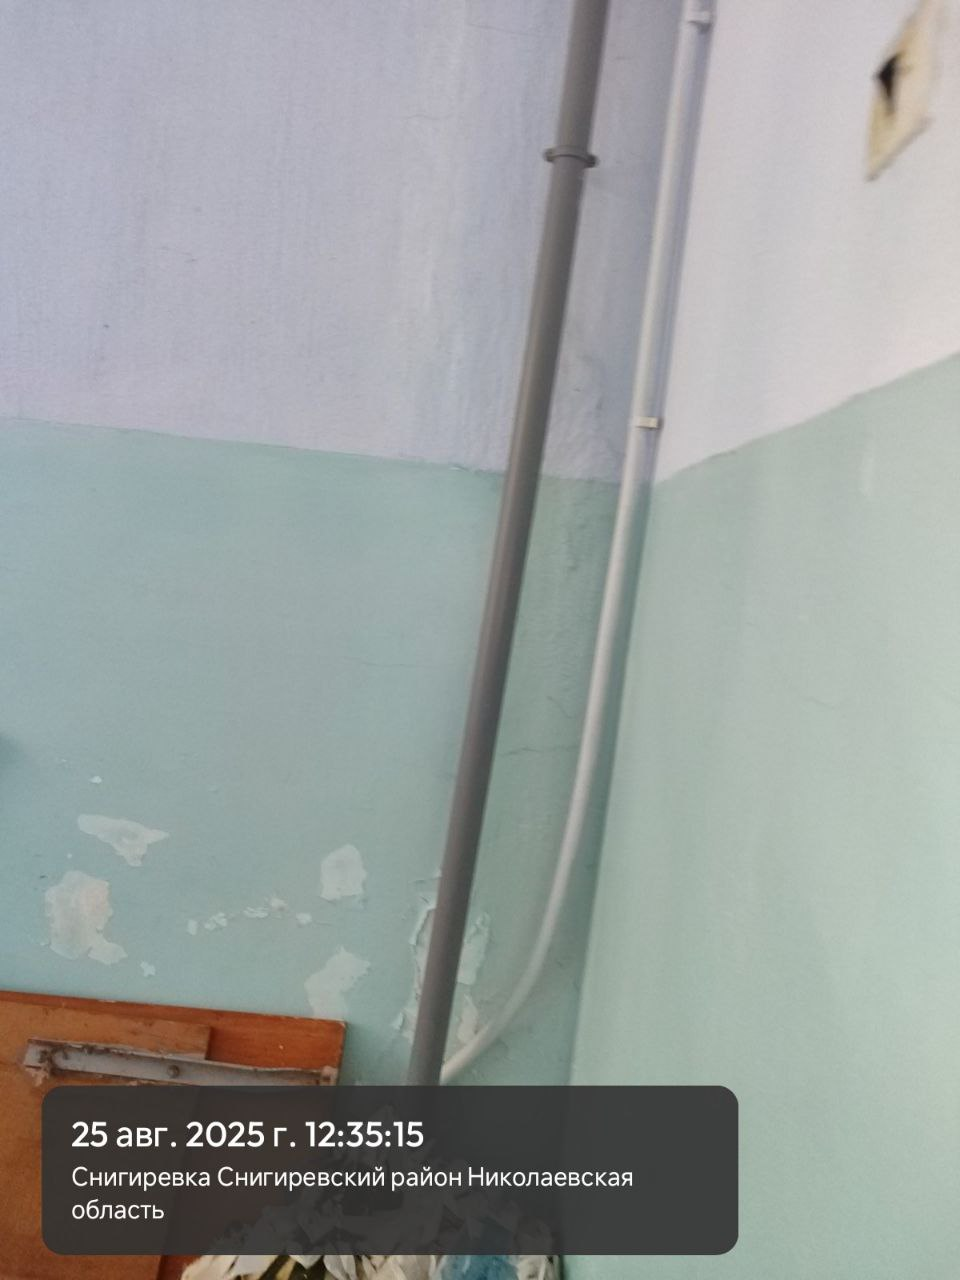 25 авг. 2025 г. 12:35:15
Снигиревка Снигиревский район Николаевская
область